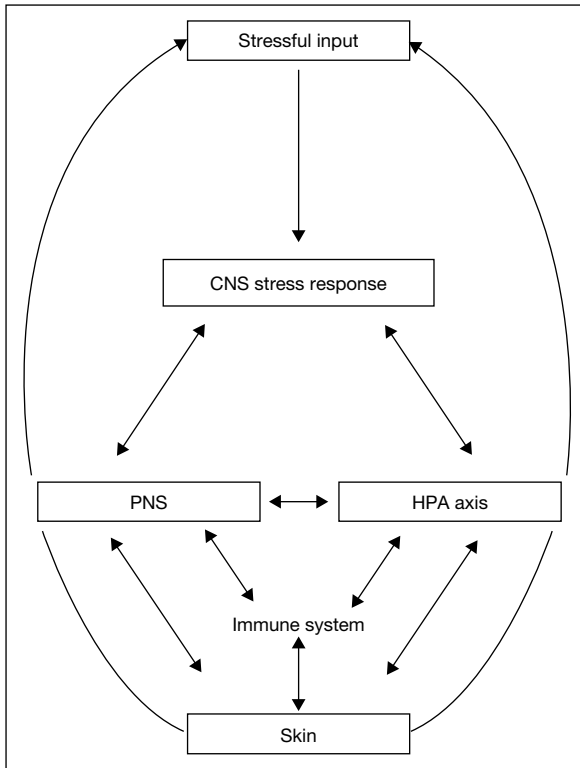 Stressful input
CNS stress response
PNS
HPA axis
Immune system
Skin